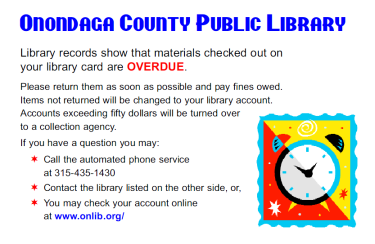 Onondaga County Public Library
Library records show that materials checked out on
your library card are OVERDUE.
Please return them as soon as possible and pay fines owed.
Items not returned will be changed to your library account.
Accounts exceeding fifty dollars will be turned over
to a collection agency.
If you have a question you may:
Call the automated phone service
at 315-435-1430
Contact the library listed on the other side, or,
You may check your account online
at www.onlib.org/